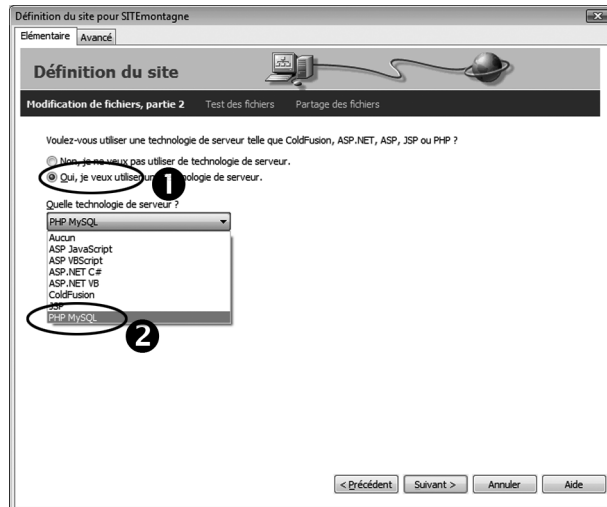 Définition du site pour SITEmontagne
Elémentaire Avancé
Définition du site
Modification de fichiers, partie 2 Test des fichiers Partage des fichiers
Voulez-vous utiliser une technologie de serveur telle que ColdFusion, ASP.NET, ASP, JSP ou PHP ?
Non, je ne veux pas utiliser de technologie de serveur.
Oui, je veux utiliser une technologie de serveur.
1
Quelle technologie de serveur ?
PHP MySQL
Aucun
ASP JavaScript
ASP VBScript
ASP.NET C#
ASP.NET VB
ColdFusion
JSP
PHP MySQL
2
< Précédent Suivant > Annuler Aide